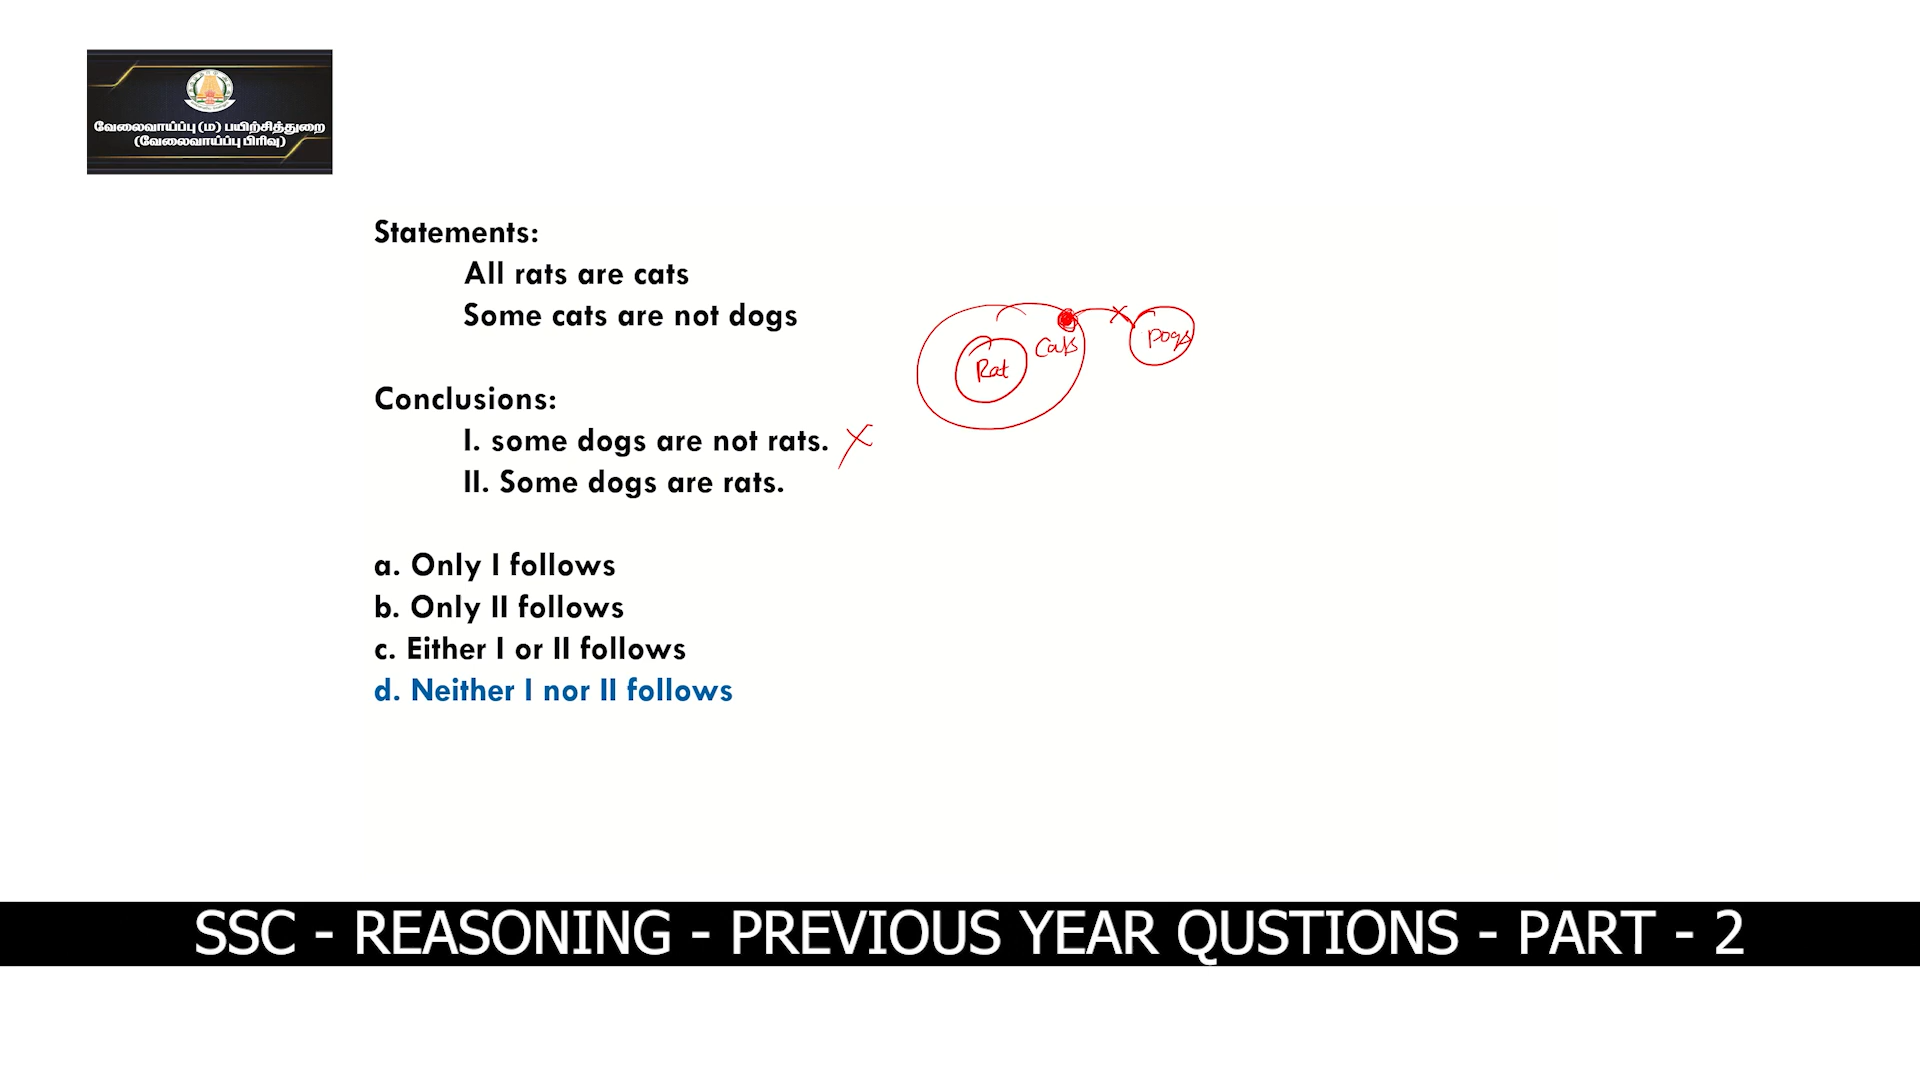 வேலைவாய்ப்பு (ம) பயிற்சித்துறை
(வேலைவாய்ப்பு பிரிவு)
Statements:
All rats are cats
Some cats are not dogs
Rat
Cats
Dogs
Conclusions:
I. some dogs are not rats.
II. Some dogs are rats.
a. Only I follows
b. Only II follows
c. Either I or II follows
d. Neither I nor II follows
SSC - REASONING - PREVIOUS YEAR QUSTIONS - PART - 2